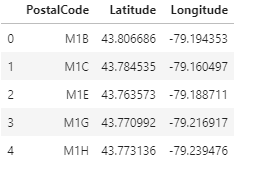 PostalCode Latitude Longitude
0 M1B 43.806686 -79.194353
1 M1C 43.784535 -79.160497
2 M1E 43.763573 -79.188711
3 M1G 43.770992 -79.216917
4 M1H 43.773136 -79.239476